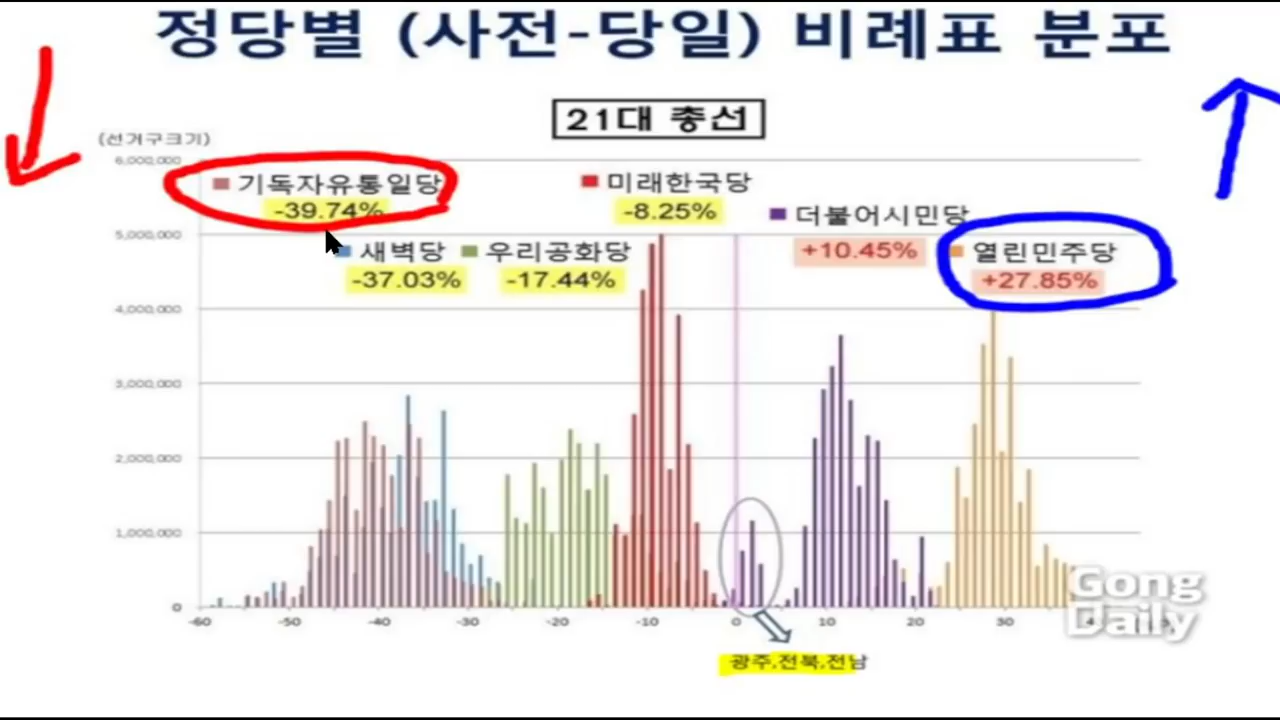 정당별 (사전-당일) 비례표 분포
21대 총선
(선거구크기)
6,000,000
기독자유통일당
-39.74%
미래한국당
-8.25%
더불어시민당
+10.45%
5,000,000
새벽당
-37.03%
우리공화당
-17.44%
열린민주당
+27.85%
4,000,000
3,000,000
2,000,000
1,000,000
0
-60 -50 -40 -30 -20 -10 0 10 20 30
광주,전북,전남
Gong
Daily